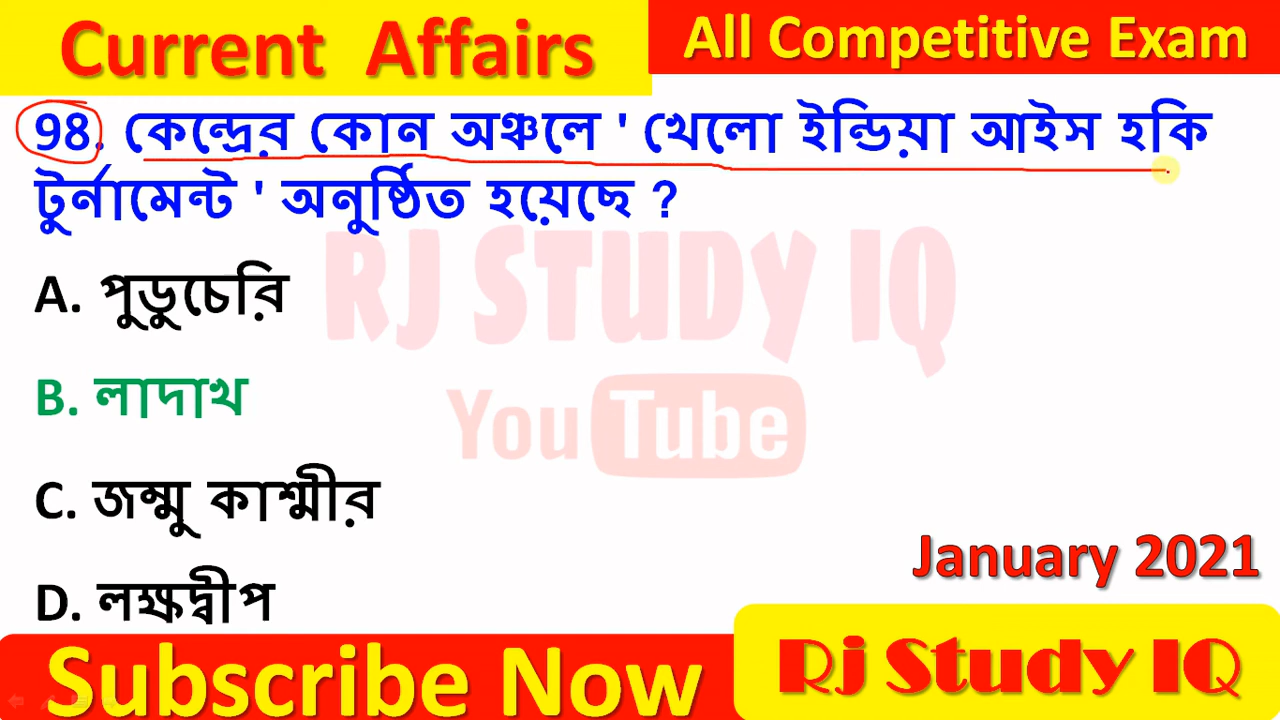 Current Affairs
All Competitive Exam
98. কেন্দ্রের কোন অঞ্চলে ' খেলো ইন্ডিয়া আইস হকি
টুর্নামেন্ট ' অনুষ্ঠিত হয়েছে ?
RJ STUDY IQ
A. পুডুচেরি
B. লাদাখ
YouTube
C. জম্মু কাশ্মীর
January 2021
D. লক্ষদ্বীপ
Subscribe Now
Rj Study IQ